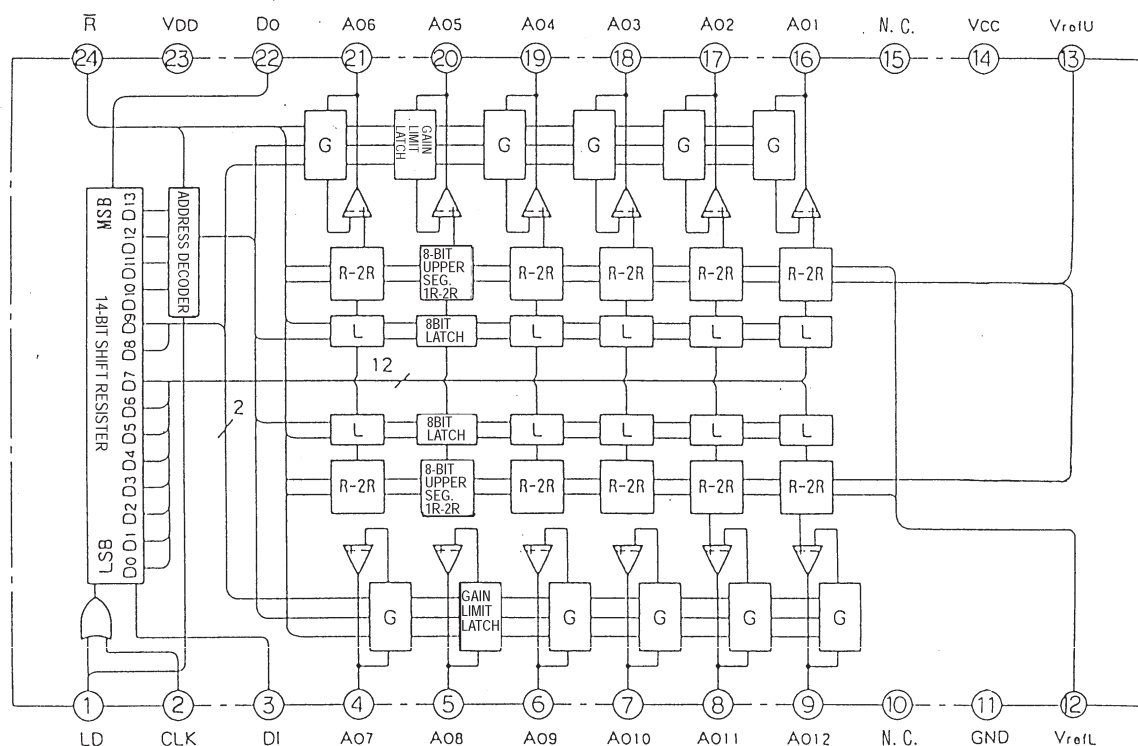 R VDD DO AO6 AO5 AO4 AO3 AO2 AO1 N.C. VCC VrefU
24 23 22 21 20 19 18 17 16 15 14 13
G
GAIN LIMIT LATCH
G G G G
MSB
D13 D12 D11 D10 D9 D8 D7 D6 D5 D4 D3 D2 D1 D0
LSB
14-BIT SHIFT RESISTER
ADDRESS DECODER
R-2R
8-BIT
UPPER
SEG.
1R-2R
R-2R R-2R R-2R R-2R
L
8BIT
LATCH
L L L L
12
2
L
8BIT
LATCH
L L L L
R-2R
8-BIT
UPPER
SEG.
1R-2R
R-2R R-2R R-2R R-2R
G
GAIN
LIMIT
LATCH
G G G G
1 2 3 4 5 6 7 8 9 10 11 12
LD CLK DI AO7 AO8 AO9 AO10 AO11 AO12 N.C. GND VrefL